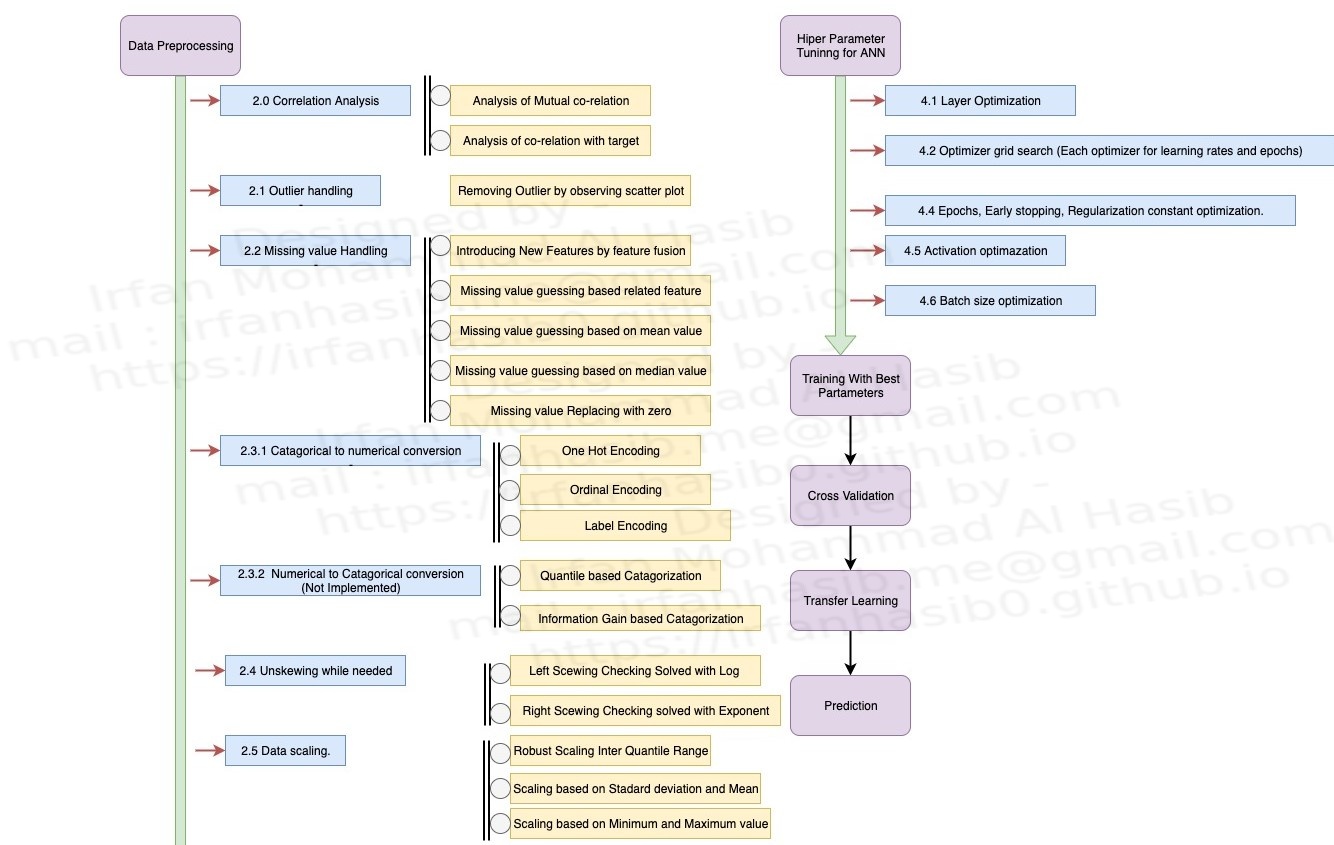 Data Preprocessing
2.0 Correlation Analysis
Analysis of Mutual co-relation
Analysis of co-relation with target
2.1 Outlier handling
Removing Outlier by observing scatter plot
2.2 Missing value Handling
Introducing New Features by feature fusion
Missing value guessing based related feature
Missing value guessing based on mean value
Missing value guessing based on median value
Missing value Replacing with zero
2.3.1 Catagorical to numerical conversion
One Hot Encoding
Ordinal Encoding
Label Encoding
2.3.2 Numerical to Catagorical conversion
(Not Implemented)
Quantile based Catagorization
Information Gain based Catagorization
2.4 Unskewing while needed
Left Scewing Checking Solved with Log
Right Scewing Checking solved with Exponent
2.5 Data scaling.
Robust Scaling Inter Quantile Range
Scaling based on Stadard deviation and Mean
Scaling based on Minimum and Maximum value
Hiper Parameter
Tuninng for ANN
4.1 Layer Optimization
4.2 Optimizer grid search (Each optimizer for learning rates and epochs)
4.4 Epochs, Early stopping, Regularization constant optimization.
4.5 Activation optimazation
4.6 Batch size optimization
Training With Best
Partameters
Cross Validation
Transfer Learning
Prediction
Designed by -
Irfan Mohammad Al Hasib
mail : irfanhasib.me@gmail.com
https://irfanhasib0.github.io
Designed by -
Irfan Mohammad Al Hasib
mail : irfanhasib.me@gmail.com
https://irfanhasib0.github.io
Designed by -
Irfan Mohammad Al Hasib
mail : irfanhasib.me@gmail.com
https://irfanhasib0.github.io